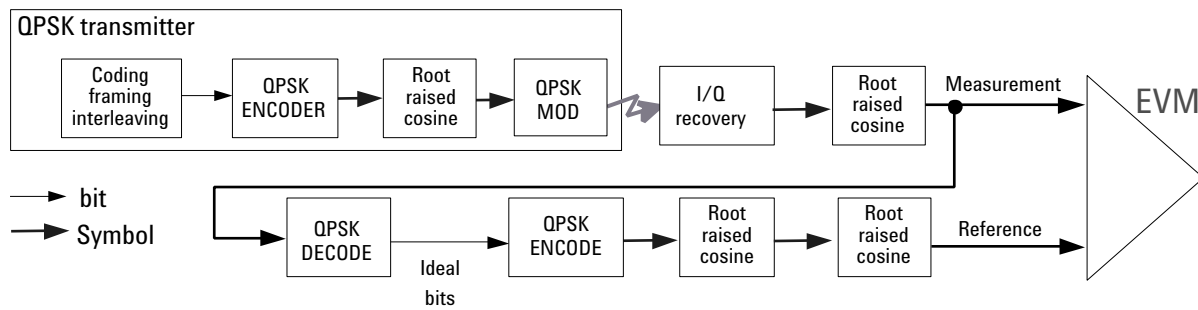 QPSK transmitter
Coding
framing
interleaving
QPSK
ENCODER
Root
raised
cosine
QPSK
MOD
I/Q
recovery
Root
raised
cosine
Measurement
EVM
bit
Symbol
QPSK
DECODE
Ideal
bits
QPSK
ENCODE
Root
raised
cosine
Root
raised
cosine
Reference